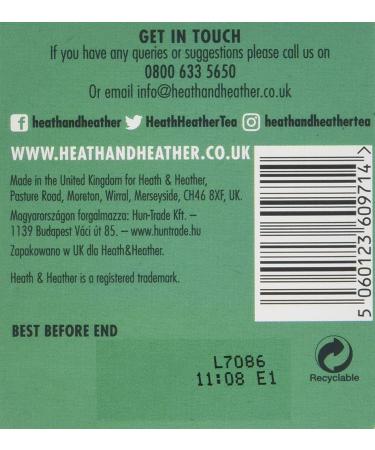 GET IN TOUCH
If you have any queries or suggestions please call us on
0800 633 5650
Or email info@heathandheather.co.uk
heathandheather HeathHeatherTea heathandheathertea
WWW.HEATHANDHEATHER.CO.UK
Made in the United Kingdom for Heath & Heather,
Pasture Road, Moreton, Wirral, Merseyside, CH46 8XF, UK.
Magyarországon forgalmazza: Hun-Trade Kft. –
1139 Budapest Váci út 85. – www.huntrade.hu
Zapakowano w UK dla Heath&Heather.
Heath & Heather is a registered trademark.
5 060123 609714 >
BEST BEFORE END
L7086
11:08 E1
Recyclable